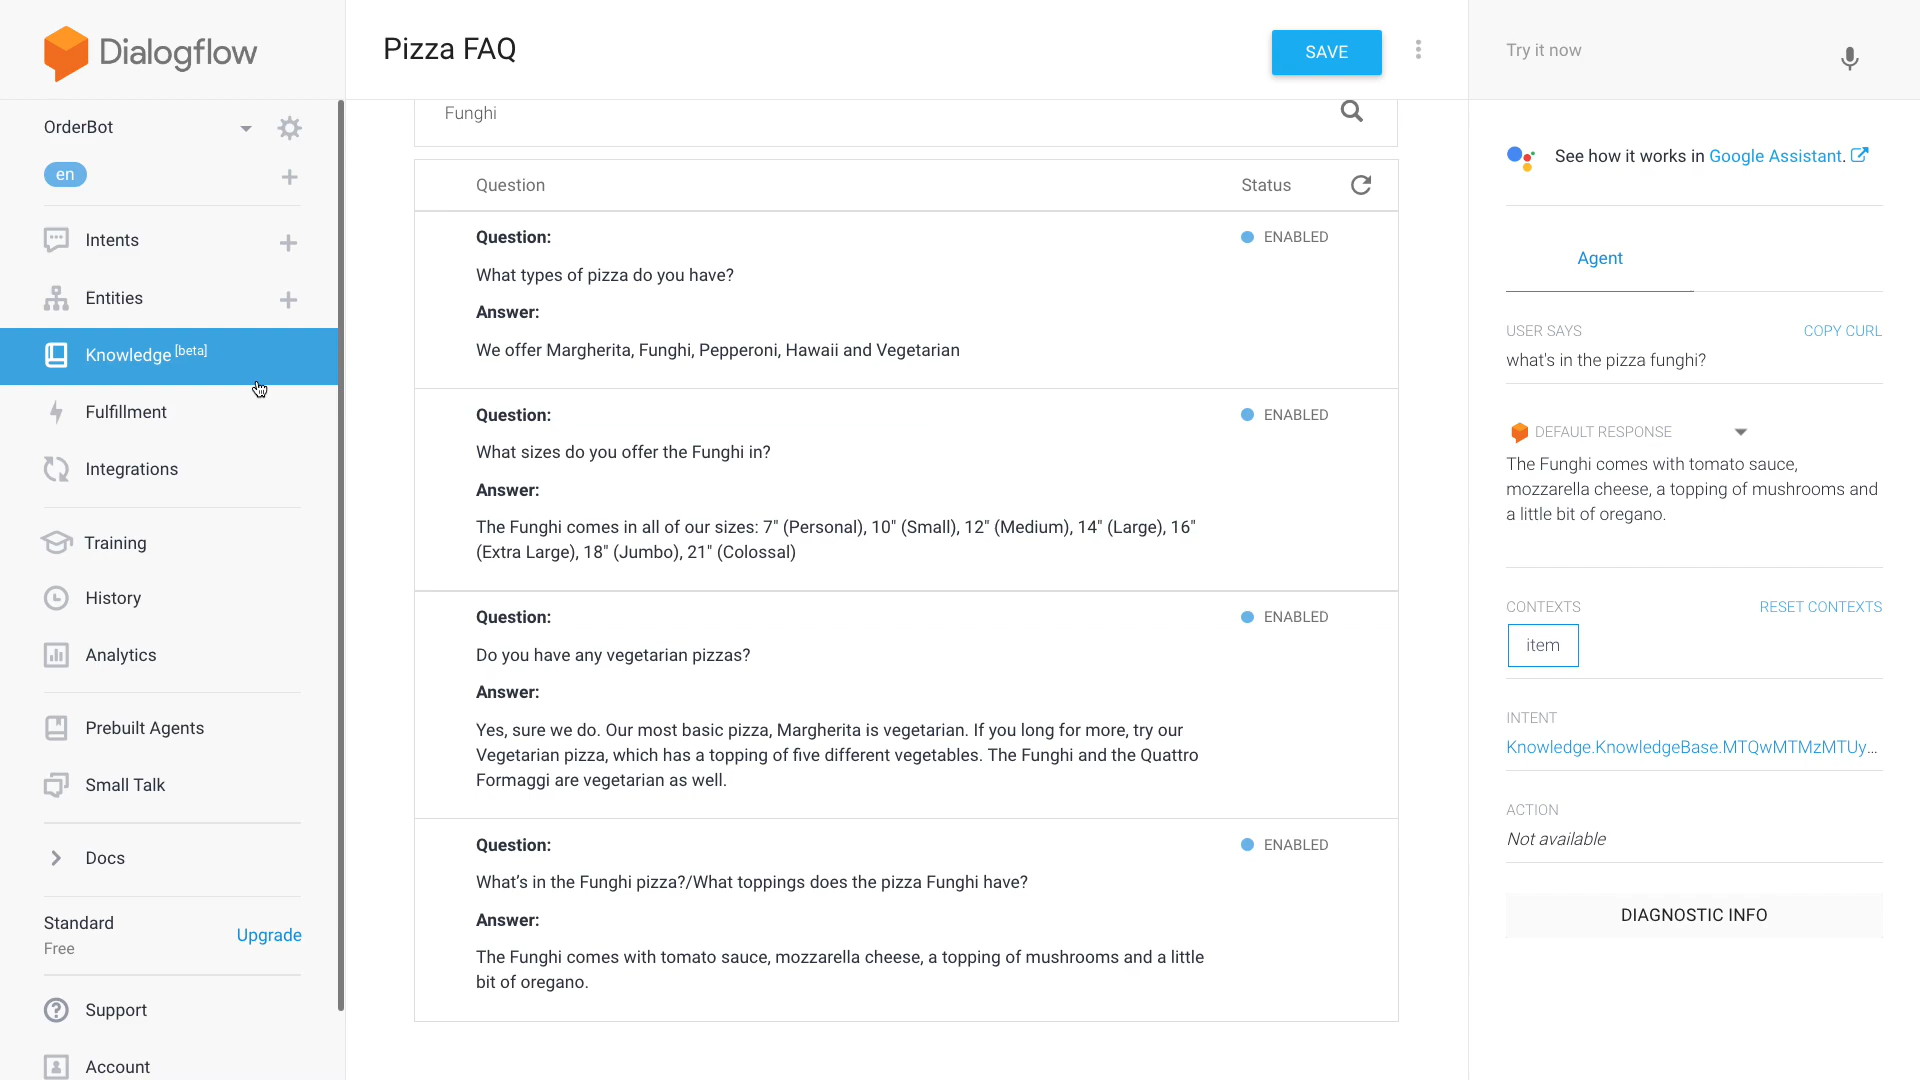 Dialogflow
OrderBot
en
Intents
Entities
Knowledge [beta]
Fulfillment
Integrations
Training
History
Analytics
Prebuilt Agents
Small Talk
Docs
Standard
Free
Upgrade
Support
Account
Pizza FAQ
SAVE
Funghi
Question
Status
Question:
ENABLED
What types of pizza do you have?
Answer:
We offer Margherita, Funghi, Pepperoni, Hawaii and Vegetarian
Question:
ENABLED
What sizes do you offer the Funghi in?
Answer:
The Funghi comes in all of our sizes: 7" (Personal), 10" (Small), 12" (Medium), 14" (Large), 16"
(Extra Large), 18" (Jumbo), 21" (Colossal)
Question:
ENABLED
Do you have any vegetarian pizzas?
Answer:
Yes, sure we do. Our most basic pizza, Margherita is vegetarian. If you long for more, try our
Vegetarian pizza, which has a topping of five different vegetables. The Funghi and the Quattro
Formaggi are vegetarian as well.
Question:
ENABLED
What's in the Funghi pizza?/What toppings does the pizza Funghi have?
Answer:
The Funghi comes with tomato sauce, mozzarella cheese, a topping of mushrooms and a little
bit of oregano.
Try it now
See how it works in Google Assistant.
Agent
USER SAYS
COPY CURL
what's in the pizza funghi?
DEFAULT RESPONSE
The Funghi comes with tomato sauce,
mozzarella cheese, a topping of mushrooms and
a little bit of oregano.
CONTEXTS
RESET CONTEXTS
item
INTENT
Knowledge.KnowledgeBase.MTQwMTMzMTUy...
ACTION
Not available
DIAGNOSTIC INFO